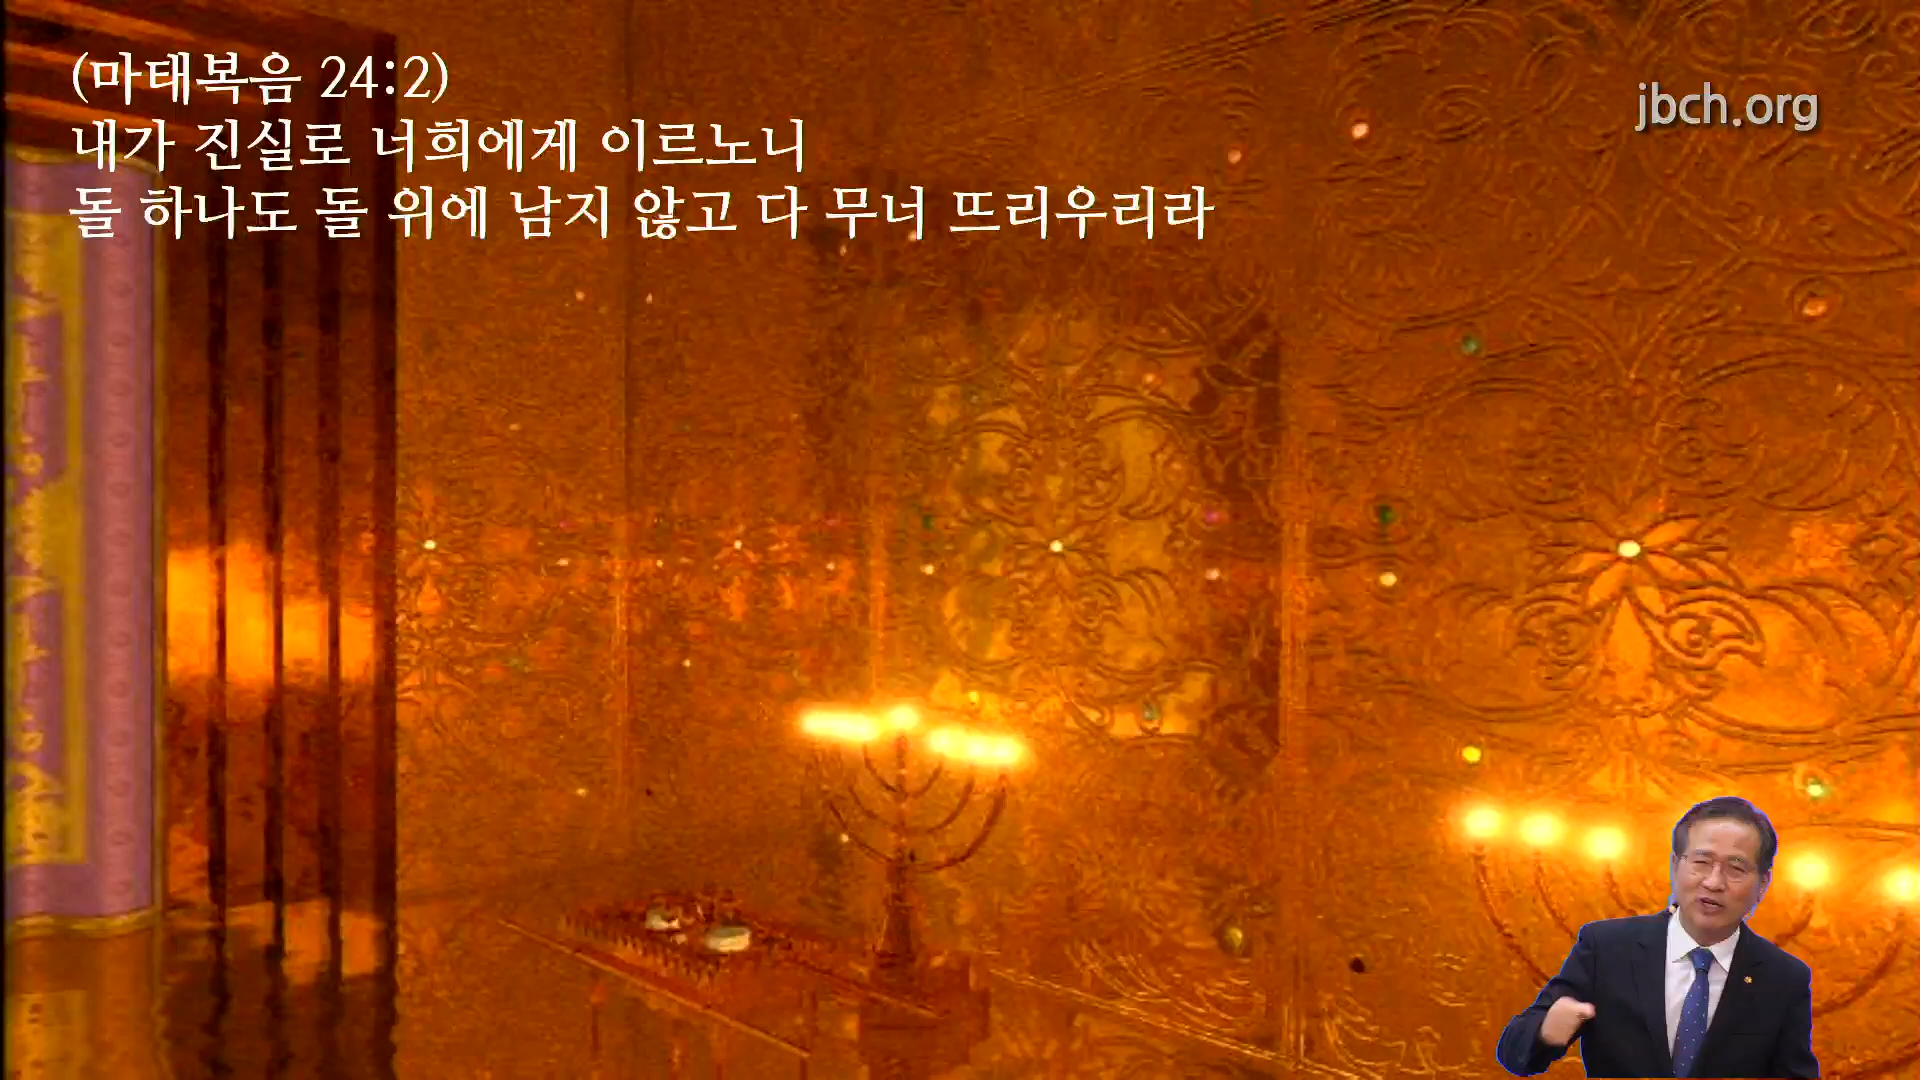 (마태복음 24:2)
jbch.org
내가 진실로 너희에게 이르노니
돌 하나도 돌 위에 남지 않고 다 무너 뜨리우리라